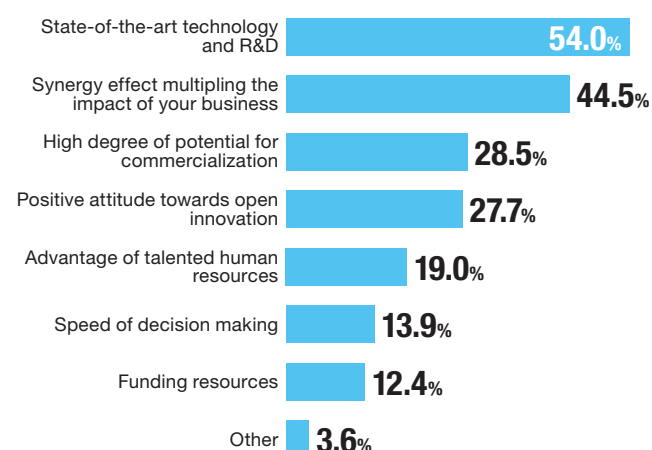 State-of-the-art technology
and R&D
54.0%
Synergy effect multipling the
impact of your business
44.5%
High degree of potential for
commercialization
28.5%
Positive attitude towards open
innovation
27.7%
Advantage of talented human
resources
19.0%
Speed of decision making
13.9%
Funding resources
12.4%
Other
3.6%